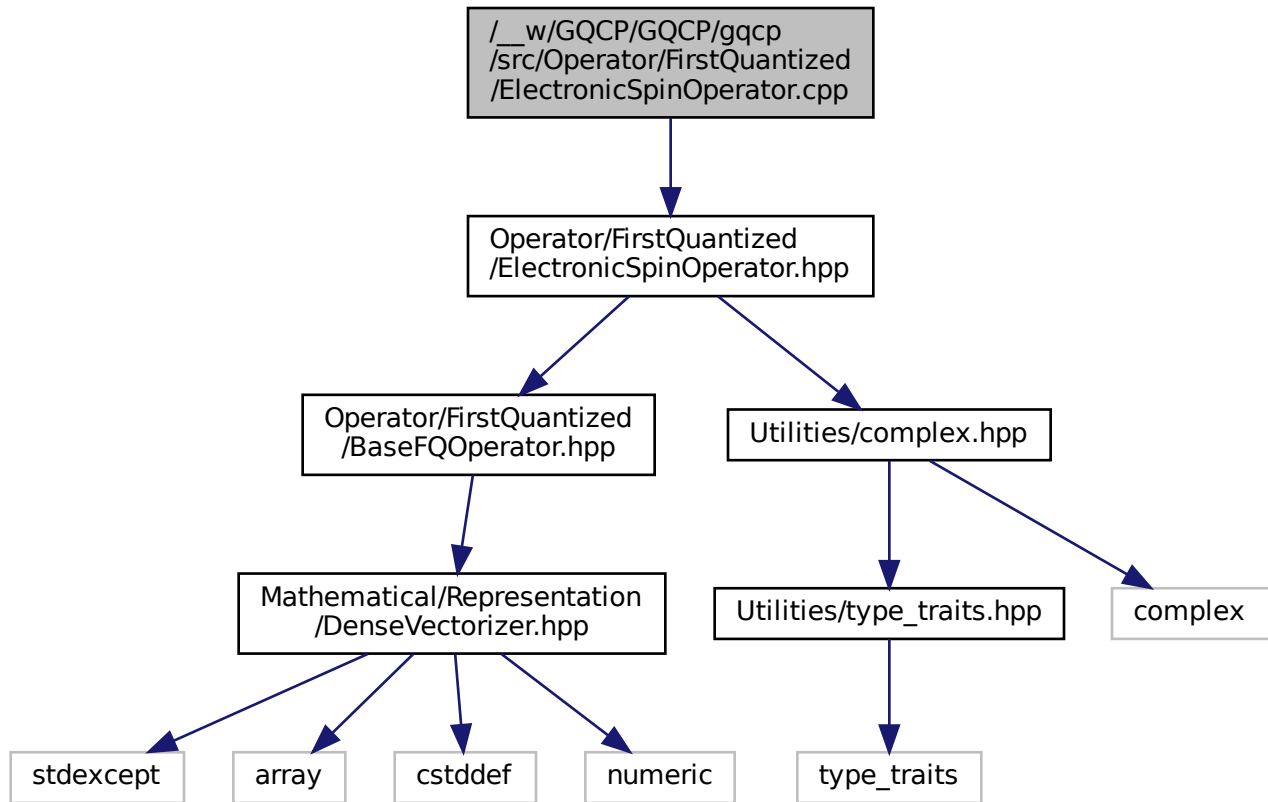 /__w/GQCP/GQCP/gqcp
/src/Operator/FirstQuantized
/ElectronicSpinOperator.cpp
Operator/FirstQuantized
/ElectronicSpinOperator.hpp
Operator/FirstQuantized
/BaseFQOperator.hpp
Utilities/complex.hpp
Mathematical/Representation
/DenseVectorizer.hpp
Utilities/type_traits.hpp
complex
stdexcept
array
cstddef
numeric
type_traits